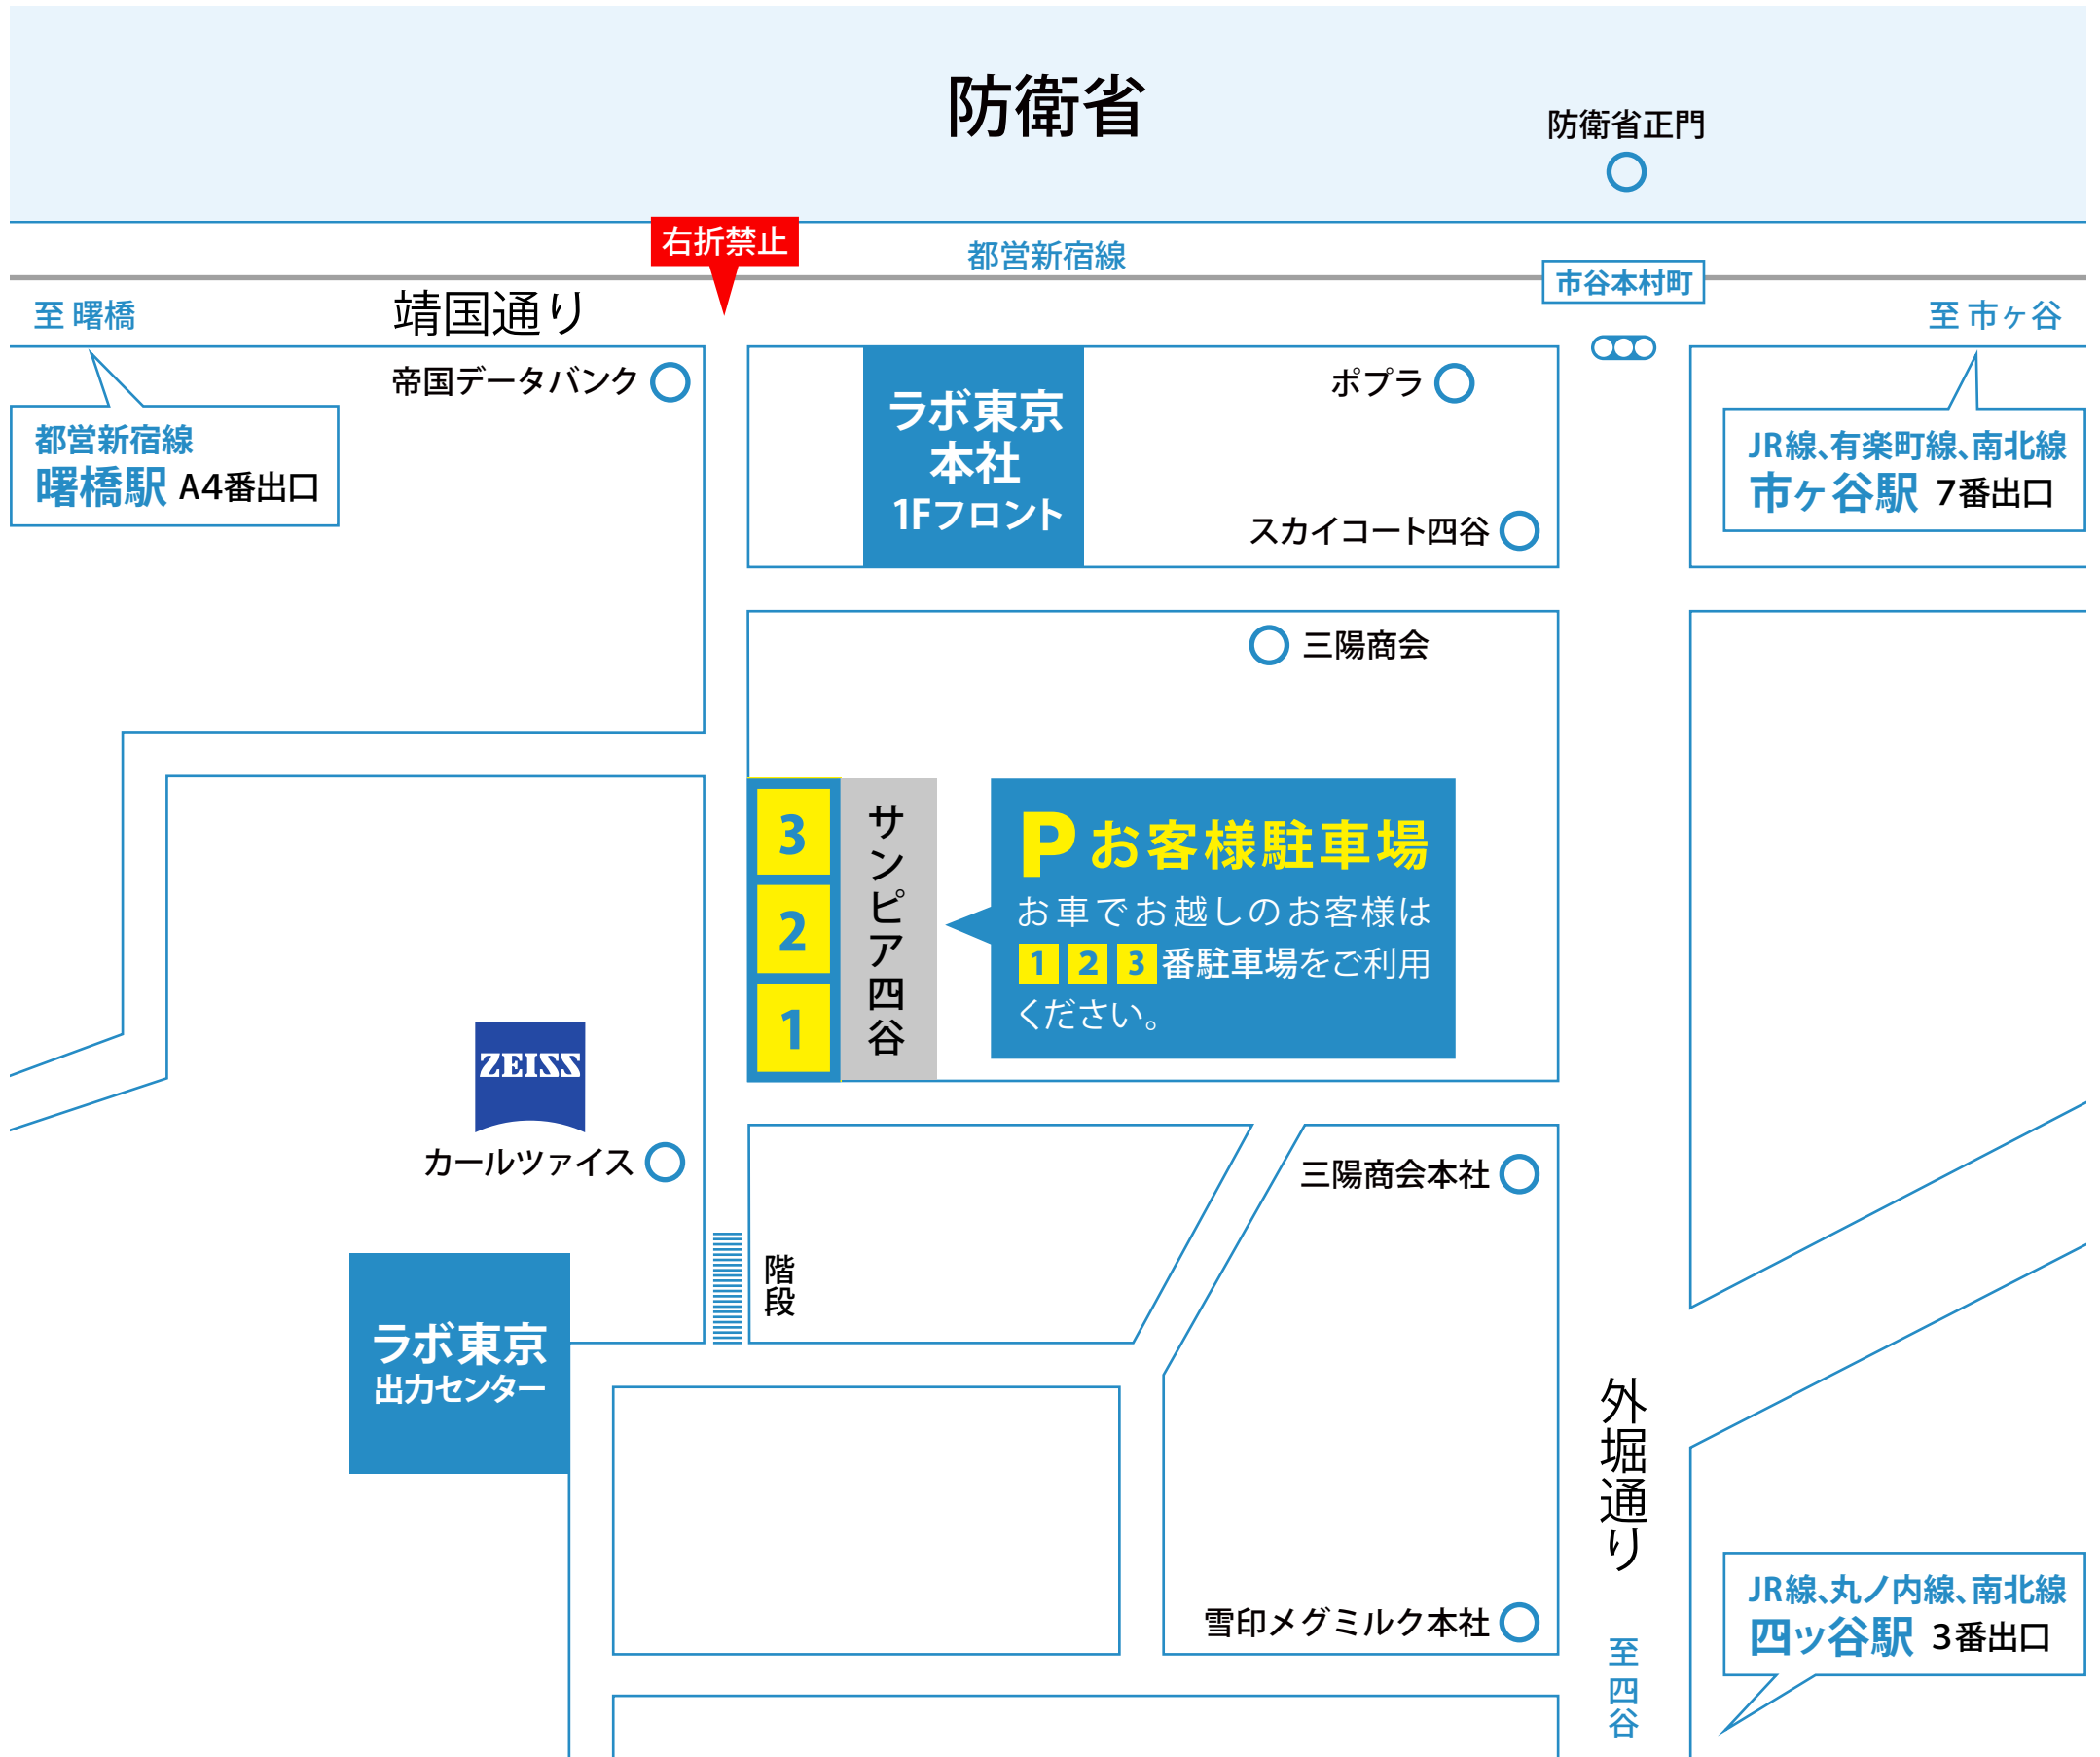 防衛省
防衛省正門
右折禁止
都営新宿線
市谷本村町
至 曙橋
靖国通り
至 市ヶ谷
帝国データバンク
ラボ東京
本社
1Fフロント
ポプラ
スカイコート四谷
都営新宿線
曙橋駅 A4番出口
JR線、有楽町線、南北線
市ヶ谷駅 7番出口
三陽商会
3
2
1
サンピア四谷
P お客様駐車場
お車でお越しのお客様は
1 2 3 番駐車場をご利用
ください。
ZEISS
カールツァイス
三陽商会本社
階段
ラボ東京
出力センター
外堀通り
雪印メグミルク本社
JR線、丸ノ内線、南北線
四ッ谷駅 3番出口
至 四谷